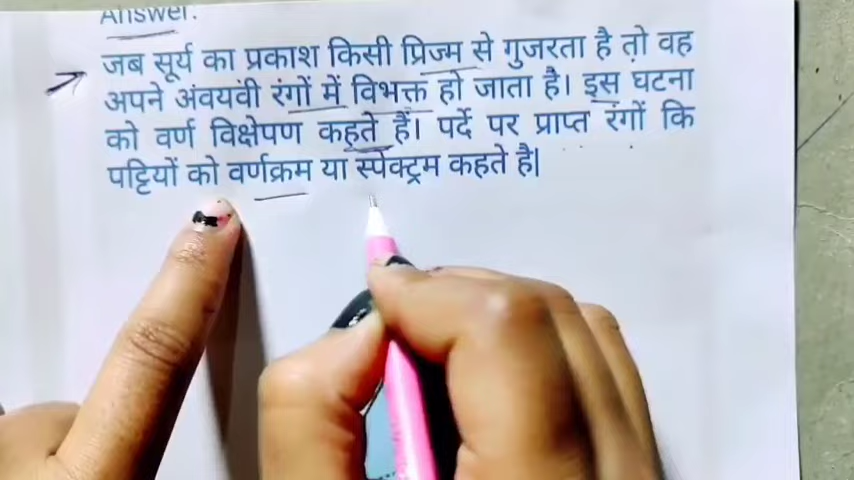 Answer.
जब सूर्य का प्रकाश किसी प्रिज्म से गुजरता है तो वह
अपने अंवयवी रंगों में विभक्त हो जाता है। इस घटना
को वर्ण विक्षेपण कहते हैं। पर्दे पर प्राप्त रंगों कि
पट्टियों को वर्णक्रम या स्पेक्ट्रम कहते है|